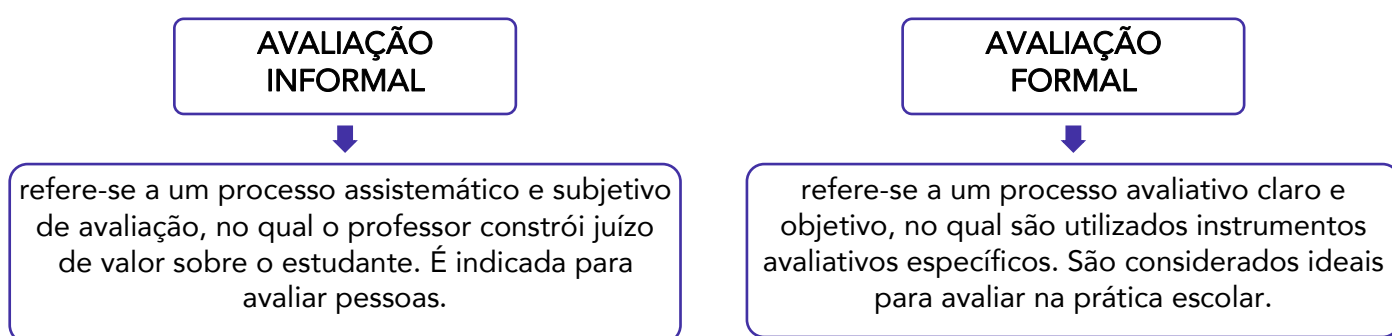 AVALIAÇÃO
INFORMAL
refere-se a um processo assistemático e subjetivo
de avaliação, no qual o professor constrói juízo
de valor sobre o estudante. É indicada para
avaliar pessoas.
AVALIAÇÃO
FORMAL
refere-se a um processo avaliativo claro e
objetivo, no qual são utilizados instrumentos
avaliativos específicos. São considerados ideais
para avaliar na prática escolar.